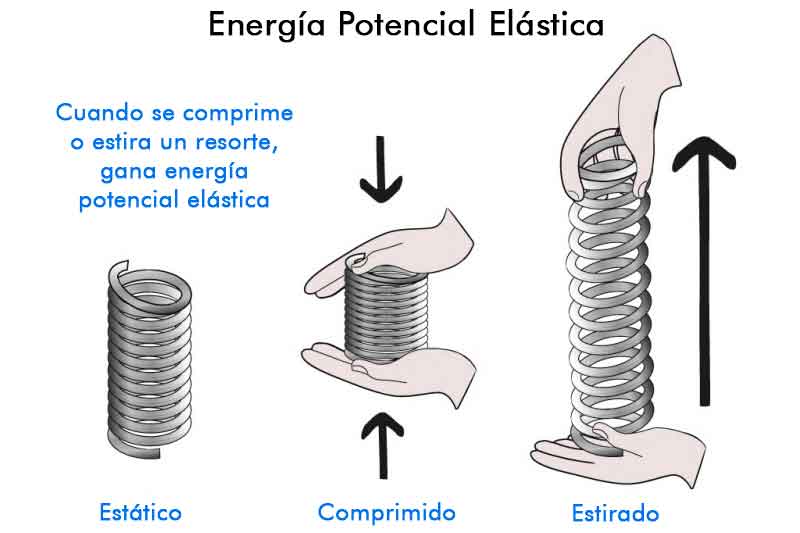 Energía Potencial Elástica
Cuando se comprime
o estira un resorte,
gana energía
potencial elástica
Estático
Comprimido
Estirado